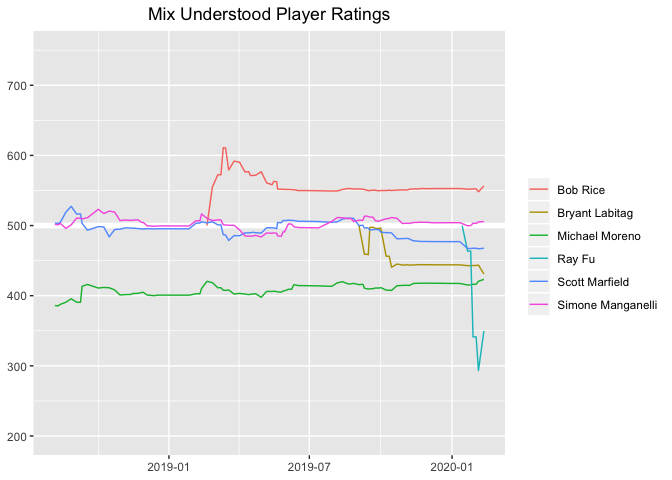 Mix Understood Player Ratings
700
600
500
400
300
200
2019-01
2019-07
2020-01
Bob Rice
Bryant Labitag
Michael Moreno
Ray Fu
Scott Marfield
Simone Manganelli